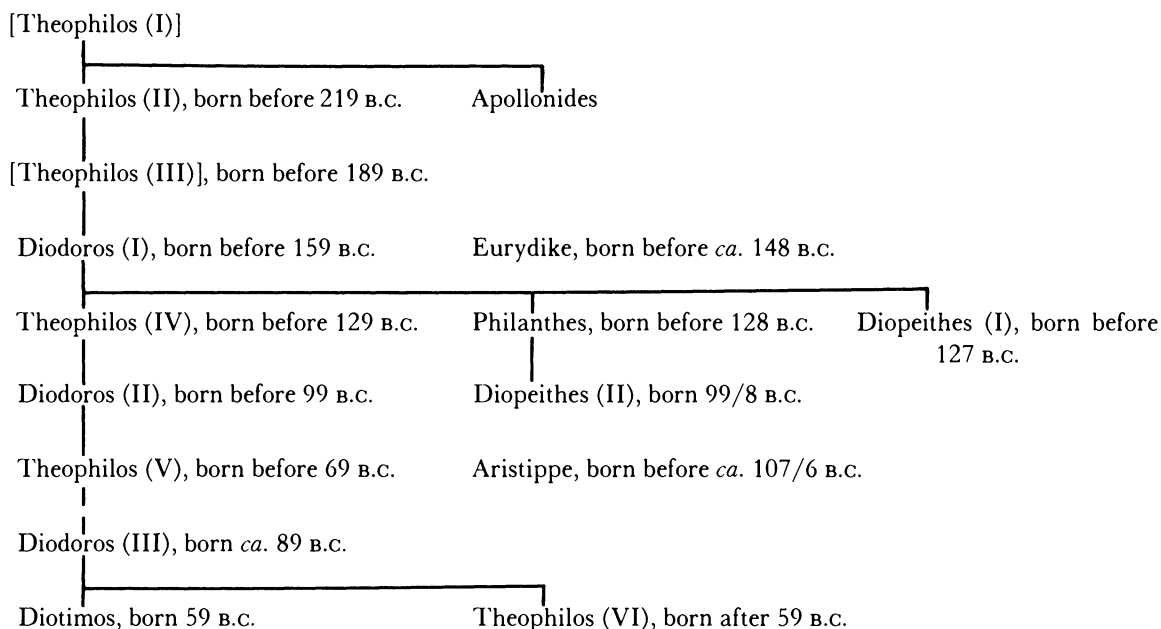 [Theophilos (I)]
Theophilos (II), born before 219 B.C. Apollonides
[Theophilos (III)], born before 189 B.C.
Diodoros (I), born before 159 B.C. Eurydike, born before ca. 148 B.C.
Theophilos (IV), born before 129 B.C. Philanthes, born before 128 B.C. Diopeithes (I), born before
127 B.C.
Diodoros (II), born before 99 B.C. Diopeithes (II), born 99/8 B.C.
Theophilos (V), born before 69 B.C. Aristippe, born before ca. 107/6 B.C.
Diodoros (III), born ca. 89 B.C.
Diotimos, born 59 B.C. Theophilos (VI), born after 59 B.C.